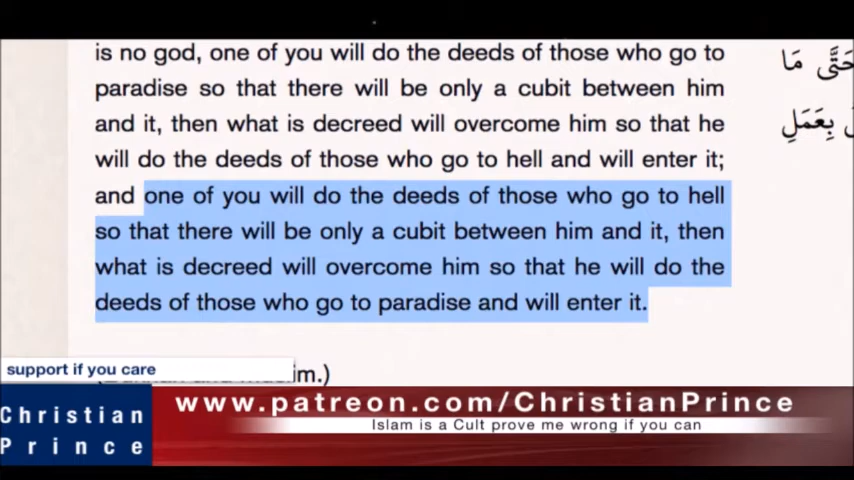 is no god, one of you will do the deeds of those who go to
paradise so that there will be only a cubit between him
and it, then what is decreed will overcome him so that he
will do the deeds of those who go to hell and will enter it;
and one of you will do the deeds of those who go to hell
so that there will be only a cubit between him and it, then
what is decreed will overcome him so that he will do the
deeds of those who go to paradise and will enter it.
حَتَّى مَا
بِعَمَلِ
support if you care
Christian
Prince
www.patreon.com/ChristianPrince
Islam is a Cult prove me wrong if you can